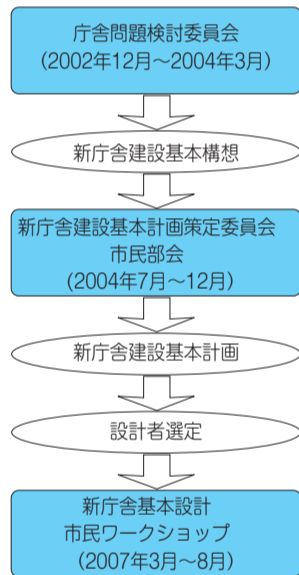 庁舎問題検討委員会
（2002年12月～2004年3月）
新庁舎建設基本構想
新庁舎建設基本計画策定委員会
市民部会
（2004年7月～12月）
新庁舎建設基本計画
設計者選定
新庁舎基本設計
市民ワークショップ
（2007年3月～8月）